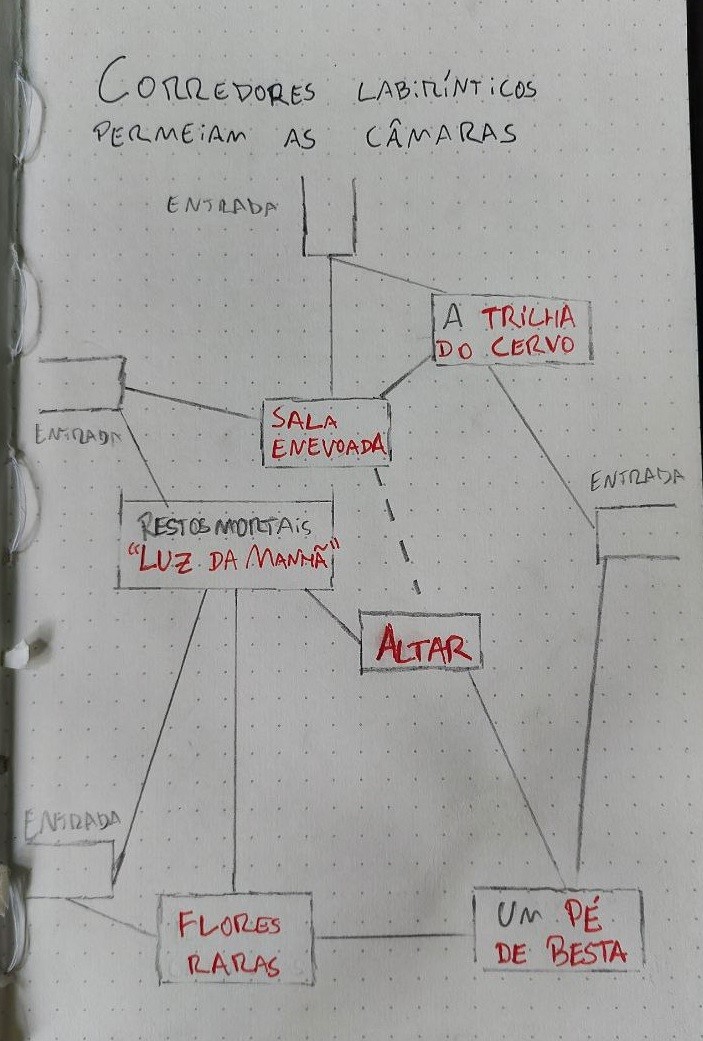 CORREDORES LABIRÍNTICOS
PERMEIAM AS CÂMARAS
ENTRADA
A TRILHA
DO CERVO
SALA
ENEVOADA
ENTRADA
ENTRADA
RESTOS MORTAIS
"LUZ DA MANHÃ"
ALTAR
ENTRADA
FLORES
RARAS
UM PÉ
DE BESTA